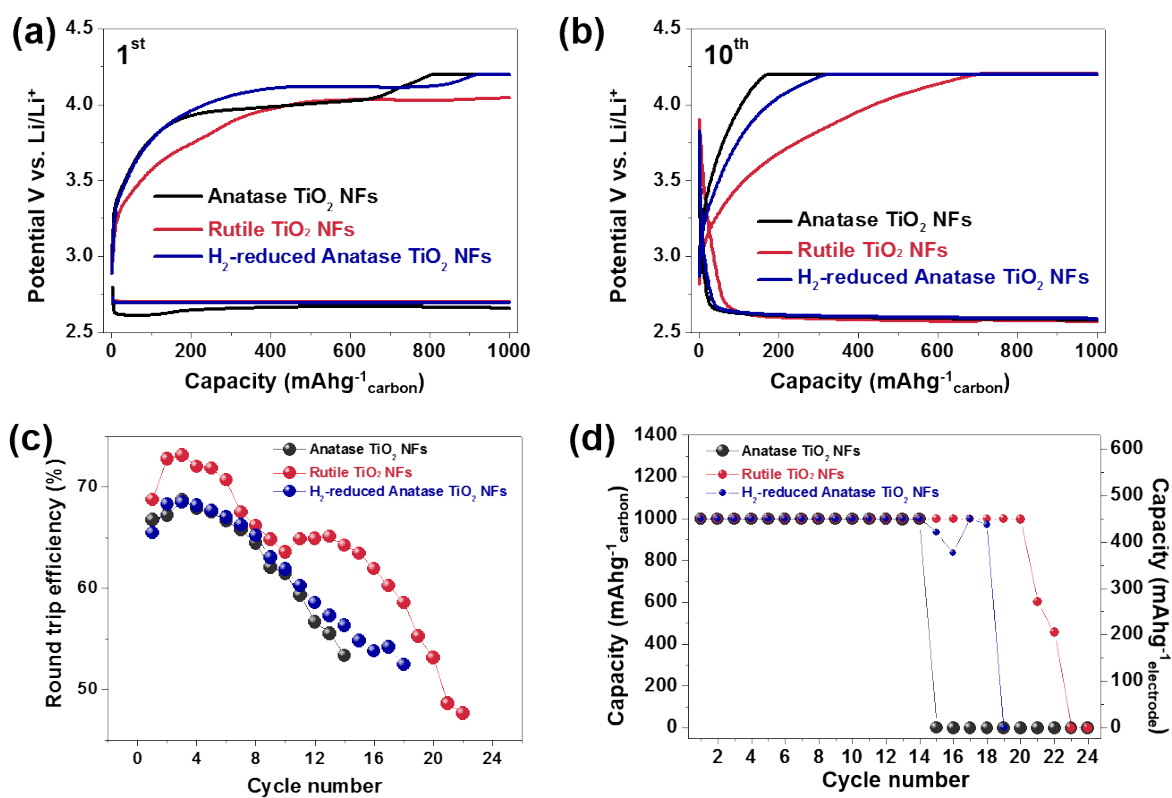 (a)
1st
4.5
4.0
3.5
3.0
2.5
Potential V vs. Li/Li+
Anatase TiO2 NFs
Rutile TiO2 NFs
H2-reduced Anatase TiO2 NFs
0 200 400 600 800 1000
Capacity (mAhg-1carbon)
(b)
10th
4.5
4.0
3.5
3.0
2.5
Potential V vs. Li/Li+
Anatase TiO2 NFs
Rutile TiO2 NFs
H2-reduced Anatase TiO2 NFs
0 200 400 600 800 1000
Capacity (mAhg-1carbon)
(c)
Anatase TiO2 NFs
Rutile TiO2 NFs
H2-reduced Anatase TiO2 NFs
70
60
50
Round trip efficiency (%)
0 4 8 12 16 20 24
Cycle number
(d)
Anatase TiO2 NFs
Rutile TiO2 NFs
H2-reduced Anatase TiO2 NFs
1400
1200
1000
800
600
400
200
0
Capacity (mAhg-1carbon)
600
500
400
300
200
100
0
Capacity (mAhg-1electrode)
2 4 6 8 10 12 14 16 18 20 22 24
Cycle number